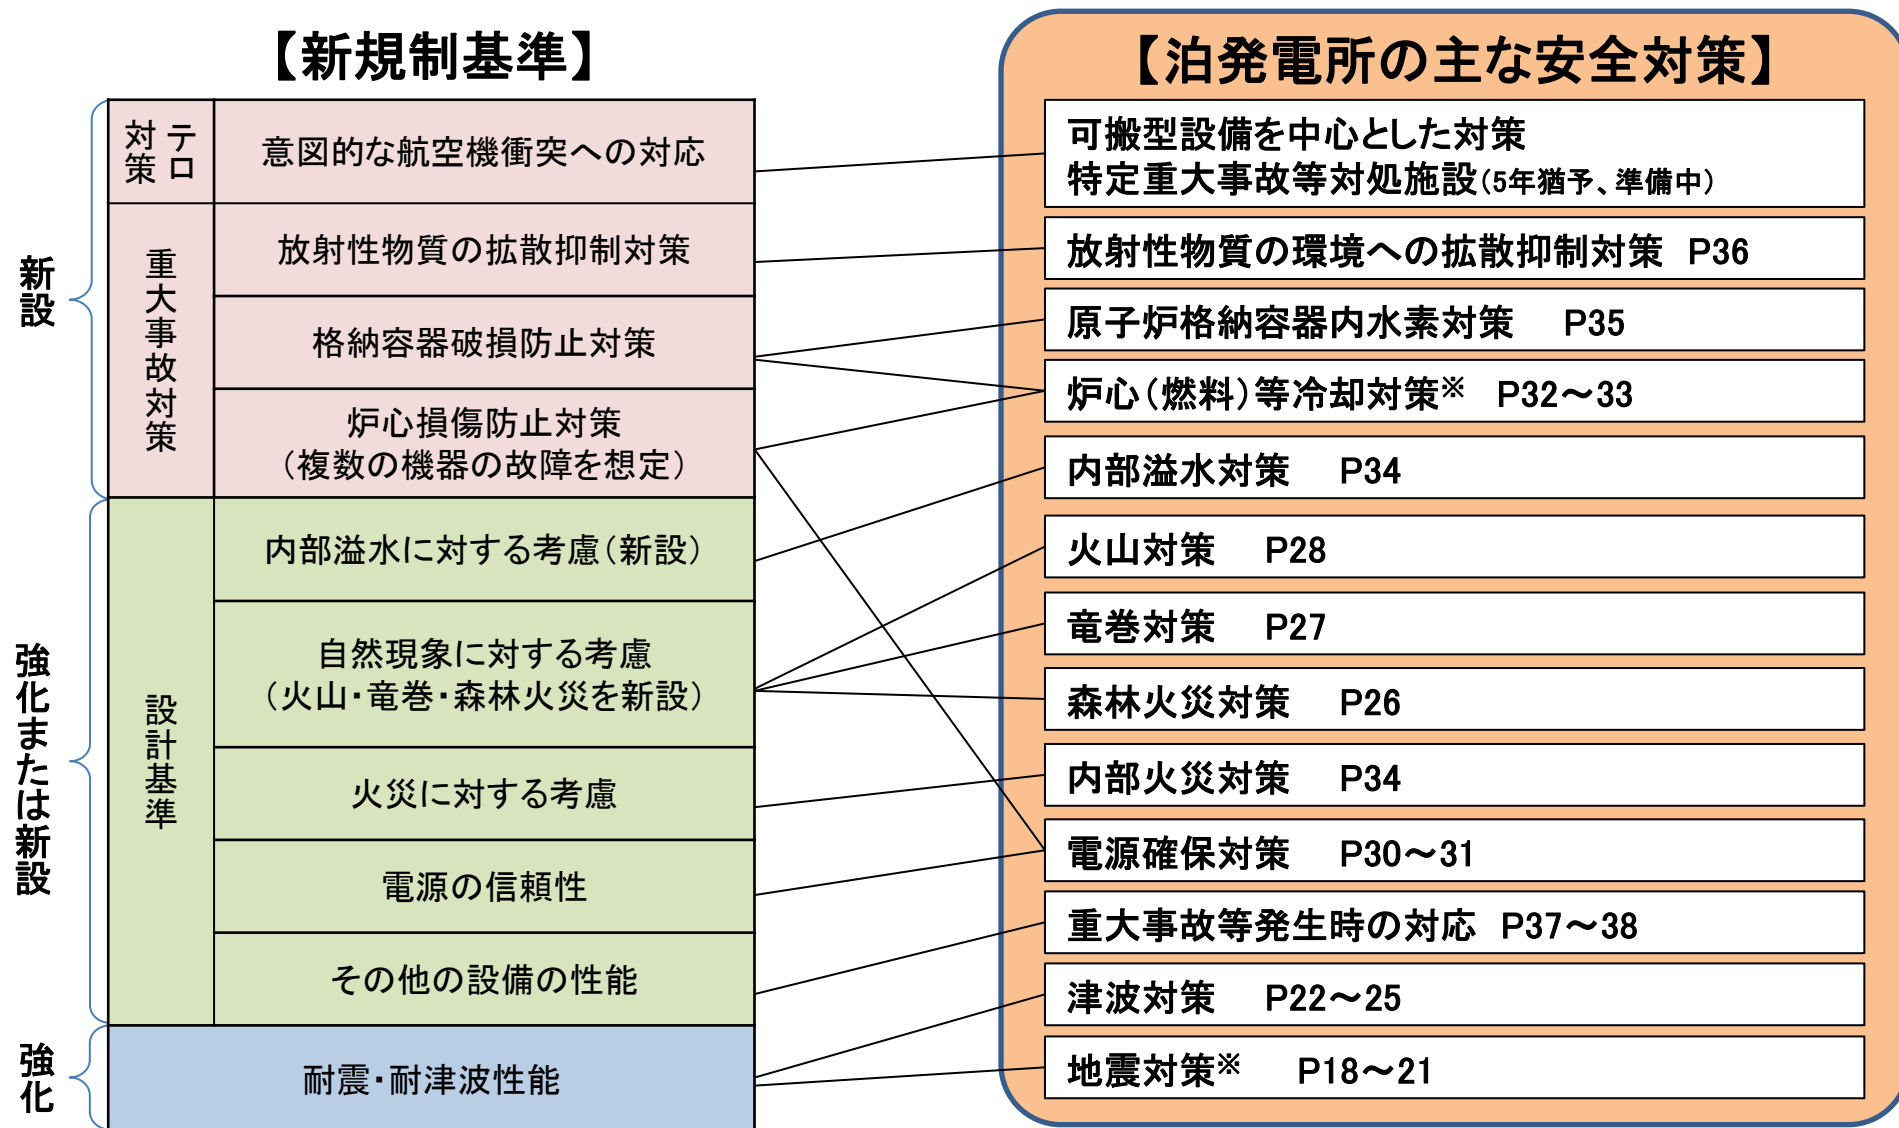 【新規制基準】
新設
強化または新設
強化
テロ対策
意図的な航空機衝突への対応
重大事故対策
放射性物質の拡散抑制対策
格納容器破損防止対策
炉心損傷防止対策
（複数の機器の故障を想定）
設計基準
内部溢水に対する考慮（新設）
自然現象に対する考慮
（火山・竜巻・森林火災を新設）
火災に対する考慮
電源の信頼性
その他の設備の性能
耐震・耐津波性能
【泊発電所の主な安全対策】
可搬型設備を中心とした対策
特定重大事故等対処施設（5年猶予、準備中）
放射性物質の環境への拡散抑制対策 P36
原子炉格納容器内水素対策 P35
炉心（燃料）等冷却対策※ P32～33
内部溢水対策 P34
火山対策 P28
竜巻対策 P27
森林火災対策 P26
内部火災対策 P34
電源確保対策 P30～31
重大事故等発生時の対応 P37～38
津波対策 P22～25
地震対策※ P18～21